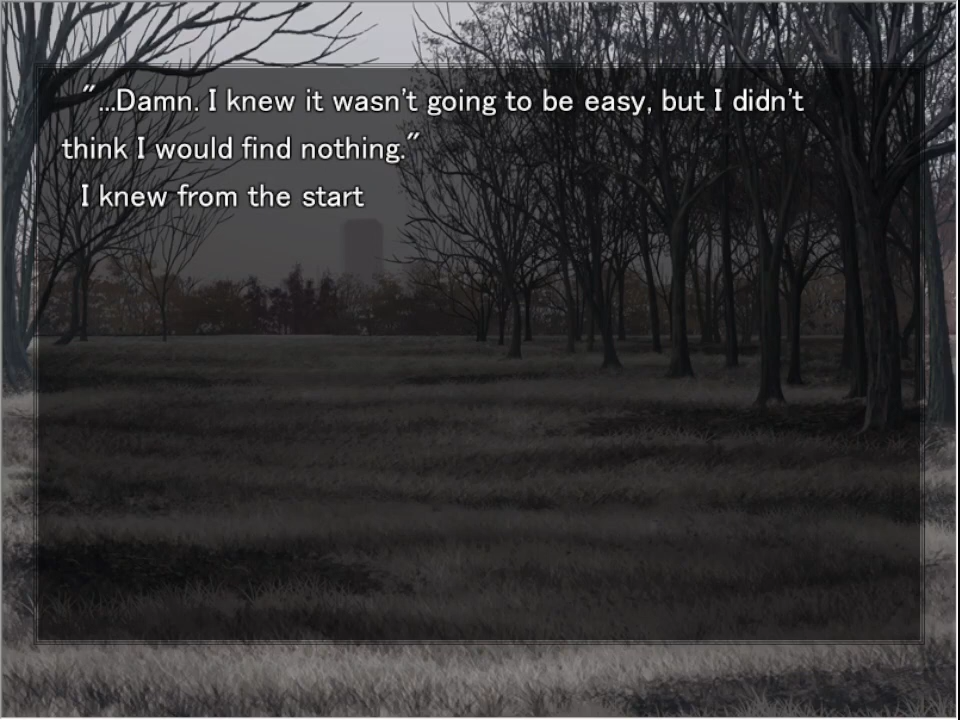 "...Damn. I knew it wasn't going to be easy, but I didn't
think I would find nothing."
I knew from the start